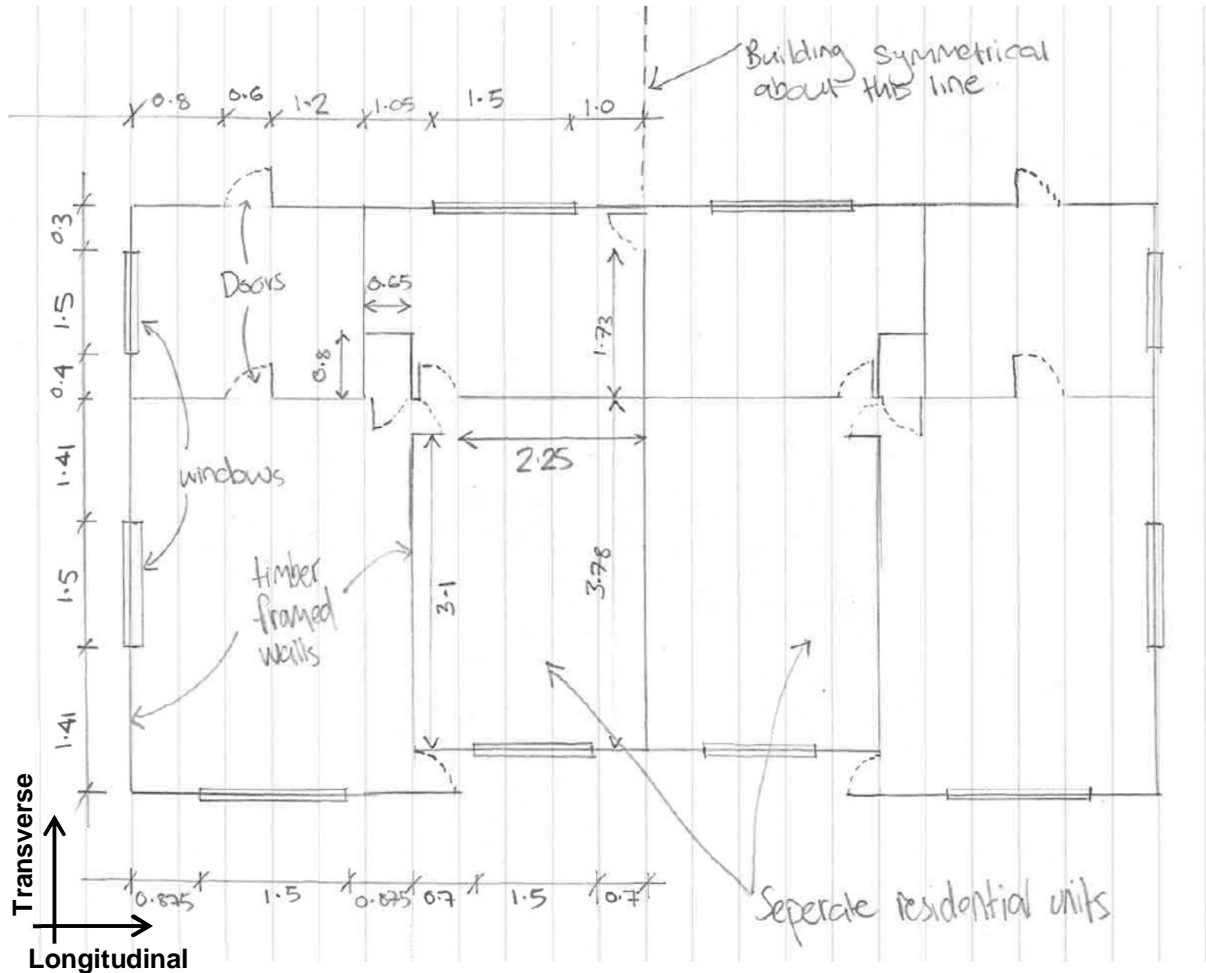 Building symmetrical
about this line
0.8
0.6
1.2
1.05
1.5
1.0
0.3
1.5
0.4
1.41
1.5
1.41
Doors
0.65
0.8
1.73
2.25
windows
timber
framed
walls
3.1
3.78
Transverse
Longitudinal
0.875
1.5
0.875
0.7
1.5
0.7
Seperate residential units